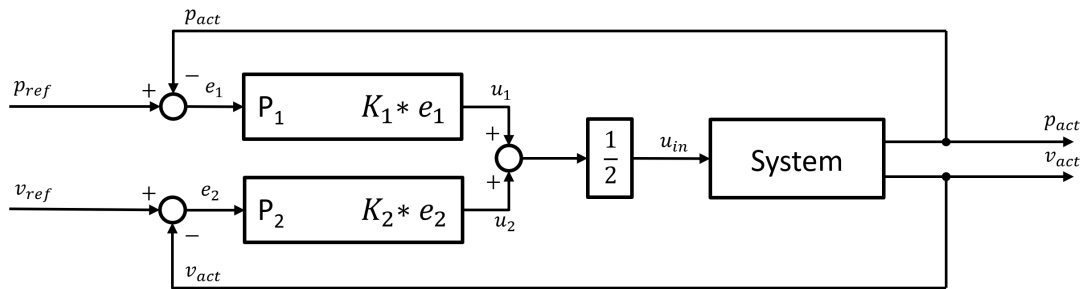 p_act
p_ref
+
−
e_1
P_1 K_1 * e_1
u_1
+
1/2
u_in
System
p_act
v_act
v_ref
+
−
e_2
P_2 K_2 * e_2
+
u_2
v_act